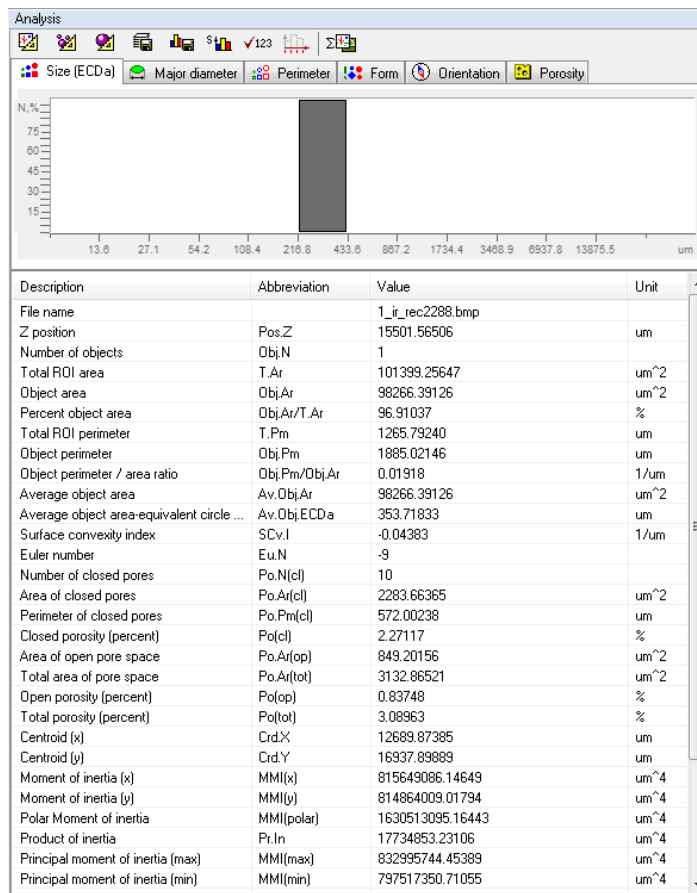 Analysis
123
Size (ECDa) Major diameter Perimeter Form Orientation Porosity
N,%
75
60
45
30
15
13.6 27.1 54.2 108.4 216.8 433.6 867.2 1734.4 3468.9 6937.8 13875.5 um
Description Abbreviation Value Unit
File name 1_ir_rec2288.bmp
Z position Pos.Z 15501.56506 um
Number of objects Obj.N 1
Total ROI area T.Ar 101399.25647 um^2
Object area Obj.Ar 98266.39126 um^2
Percent object area Obj.Ar/T.Ar 96.91037 %
Total ROI perimeter T.Pm 1265.79240 um
Object perimeter Obj.Pm 1885.02146 um
Object perimeter / area ratio Obj.Pm/Obj.Ar 0.01918 1/um
Average object area Av.Obj.Ar 98266.39126 um^2
Average object area-equivalent circle ... Av.Obj.ECDa 353.71833 um
Surface convexity index SCv.I -0.04383 1/um
Euler number Eu.N -9
Number of closed pores Po.N(cl) 10
Area of closed pores Po.Ar(cl) 2283.66365 um^2
Perimeter of closed pores Po.Pm(cl) 572.00238 um
Closed porosity (percent) Po(cl) 2.27117 %
Area of open pore space Po.Ar(op) 849.20156 um^2
Total area of pore space Po.Ar(tot) 3132.86521 um^2
Open porosity (percent) Po(op) 0.83748 %
Total porosity (percent) Po(tot) 3.08963 %
Centroid (x) Crd.X 12689.87385 um
Centroid (y) Crd.Y 16937.89889 um
Moment of inertia (x) MMI(x) 815649086.14649 um^4
Moment of inertia (y) MMI(y) 814864009.01794 um^4
Polar Moment of inertia MMI(polar) 1630513095.16443 um^4
Product of inertia Pr.In 17734853.23106 um^4
Principal moment of inertia (max) MMI(max) 832995744.45389 um^4
Principal moment of inertia (min) MMI(min) 797517350.71055 um^4